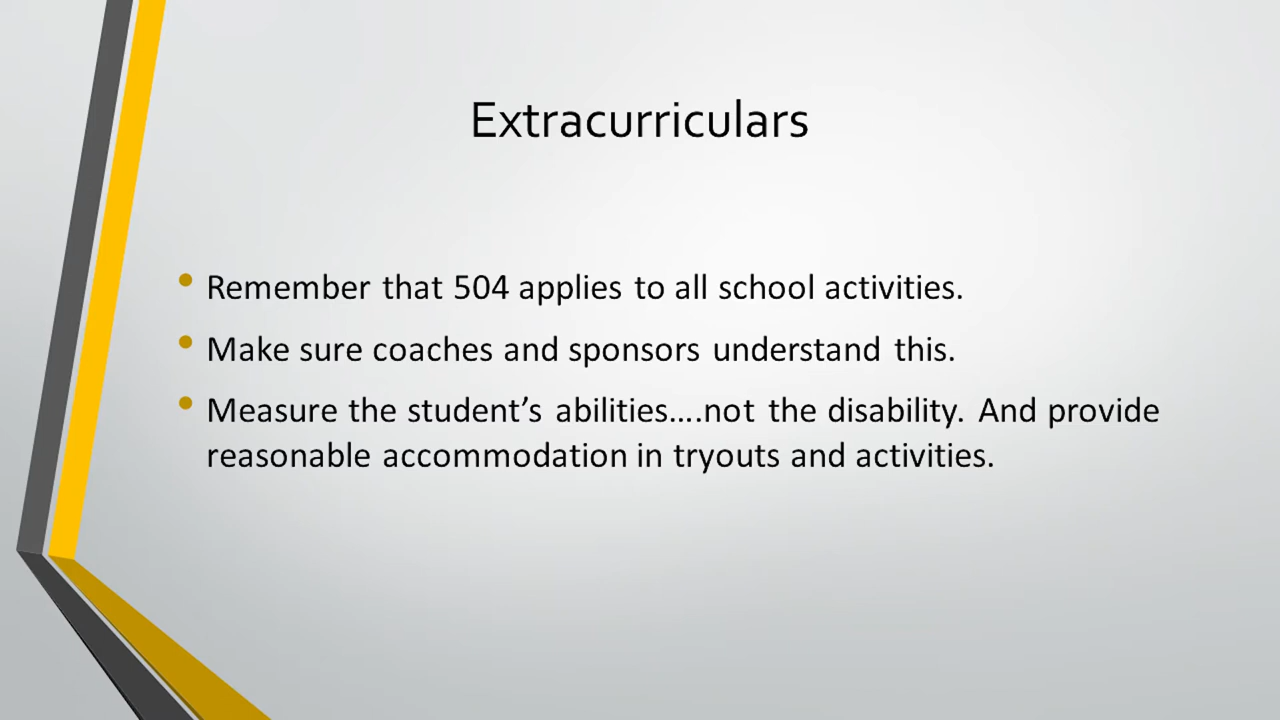 Extracurriculars
• Remember that 504 applies to all school activities.
• Make sure coaches and sponsors understand this.
• Measure the student’s abilities….not the disability. And provide
reasonable accommodation in tryouts and activities.